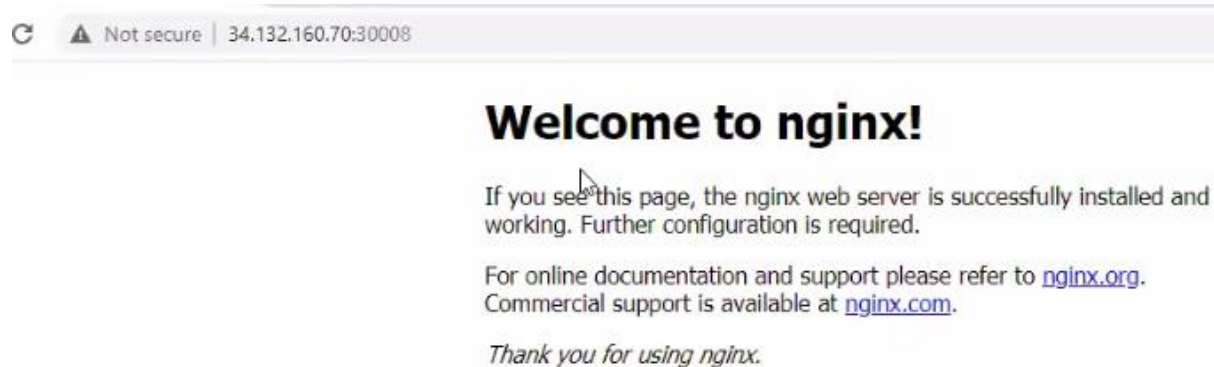 Not secure | 34.132.160.70:30008
Welcome to nginx!
If you see this page, the nginx web server is successfully installed and
working. Further configuration is required.
For online documentation and support please refer to nginx.org.
Commercial support is available at nginx.com.
Thank you for using nginx.